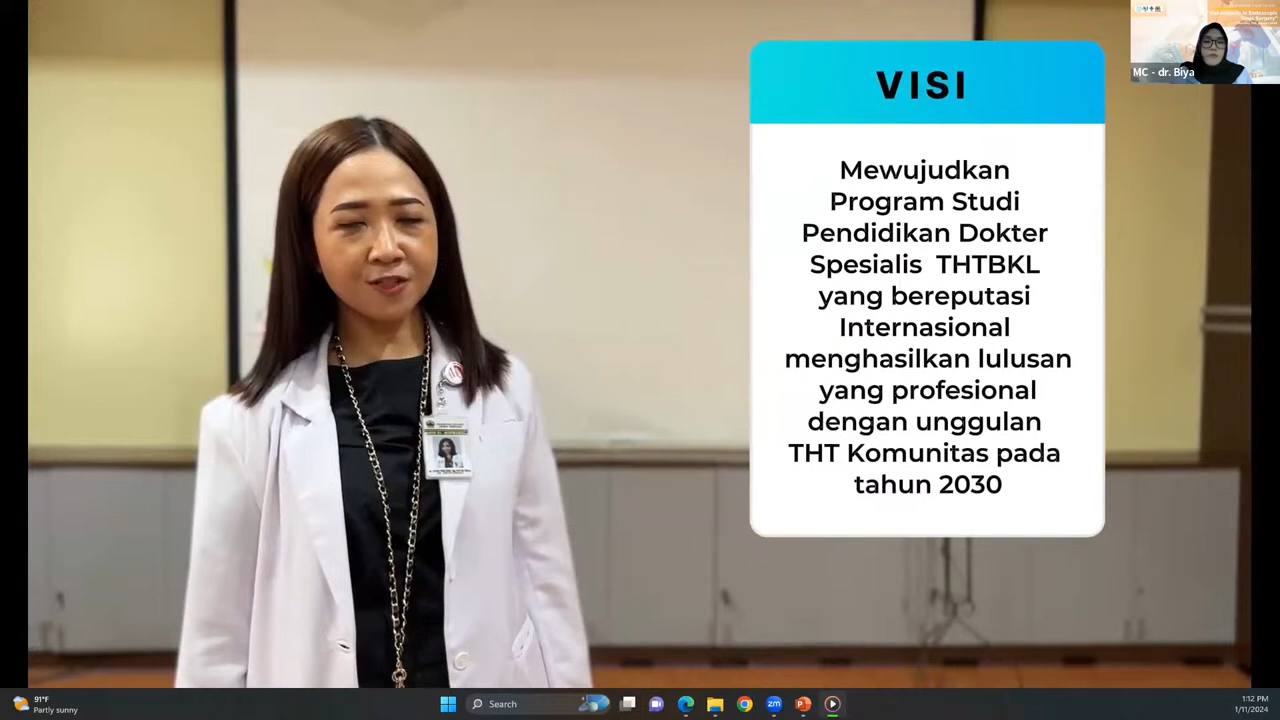 VISI
Mewujudkan
Program Studi
Pendidikan Dokter
Spesialis THTBKL
yang bereputasi
Internasional
menghasilkan lulusan
yang profesional
dengan unggulan
THT Komunitas pada
tahun 2030
MC - dr. Biya
91°F
Partly sunny
Search
zm
1:12 PM
1/11/2024